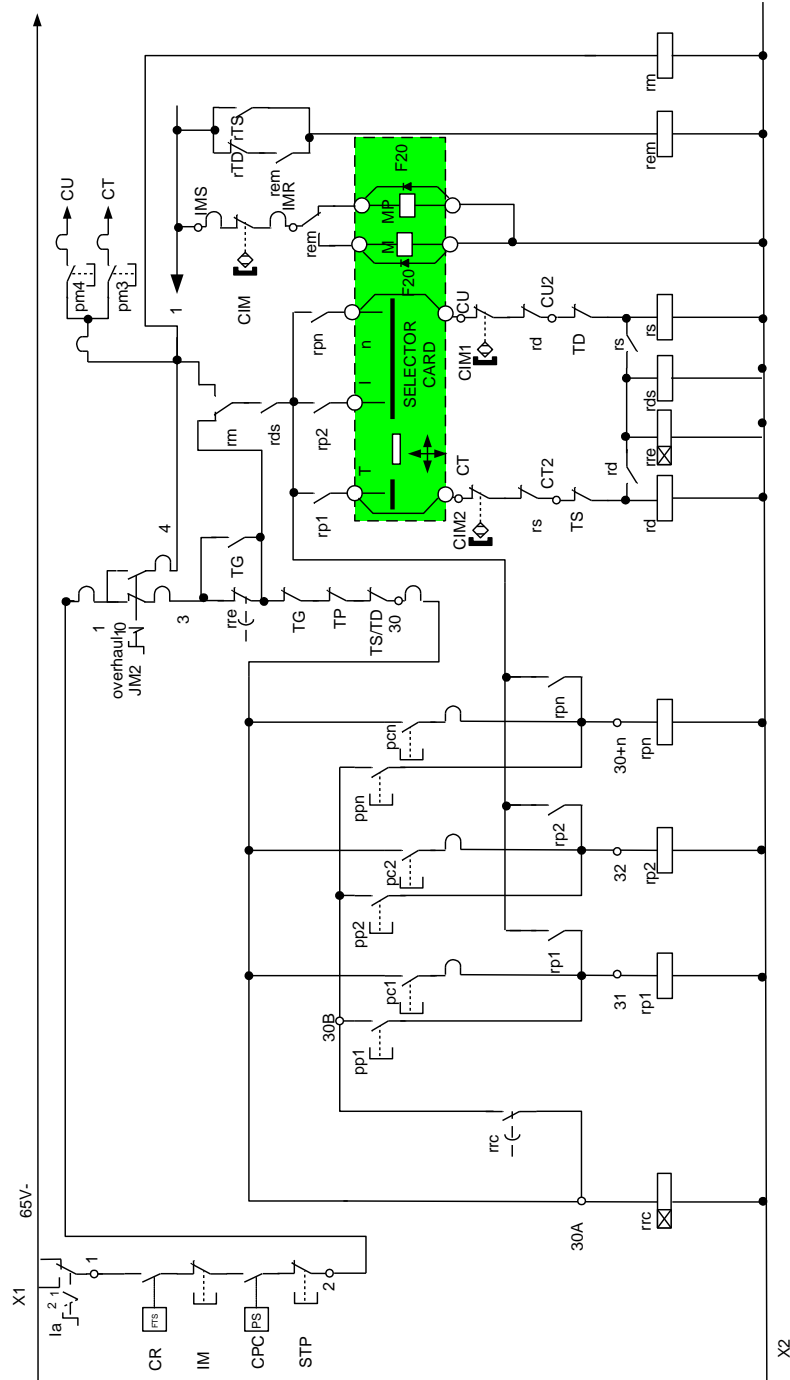 X1
65V-
Ia
2
1
1
CR
FTS
IM
CPC
PS
STP
2
X2
rrc
30A
rrc
30B
pp1
pc1
rp1
31
rp1
pp2
pc2
rp2
32
rp2
ppn
pcn
rpn
30+n
rpn
1
overhaul
10
JM2
3
4
rre
TG
TG
TP
TS/TD
30
rm
rds
rp1
rp2
rpn
T
I
n
SELECTOR
CARD
CT
CIM2
rs
CT2
TS
rd
rd
rre
rds
rs
rs
CU
CIM1
rd
CU2
TD
pm4
pm3
CU
CT
1
CIM
IMS
IMR
rem
rem
rTD
rTS
M
MP
F20
F20
rem
rm